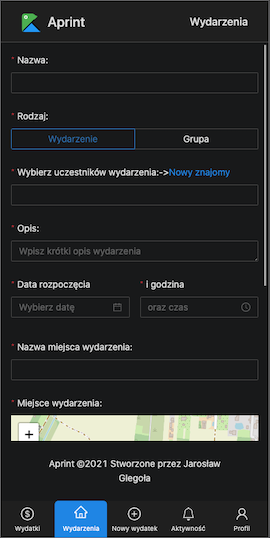 Aprint Wydarzenia
* Nazwa:
* Rodzaj:
Wydarzenie Grupa
* Wybierz uczestników wydarzenia:->Nowy znajomy
* Opis:
Wpisz krótki opis wydarzenia
* Data rozpoczęcia * i godzina
Wybierz datę oraz czas
* Nazwa miejsca wydarzenia:
* Miejsce wydarzenia:
+
Aprint ©2021 Stworzone przez Jarosław
Glegoła
Wydatki Wydarzenia Nowy wydatek Aktywność Profil